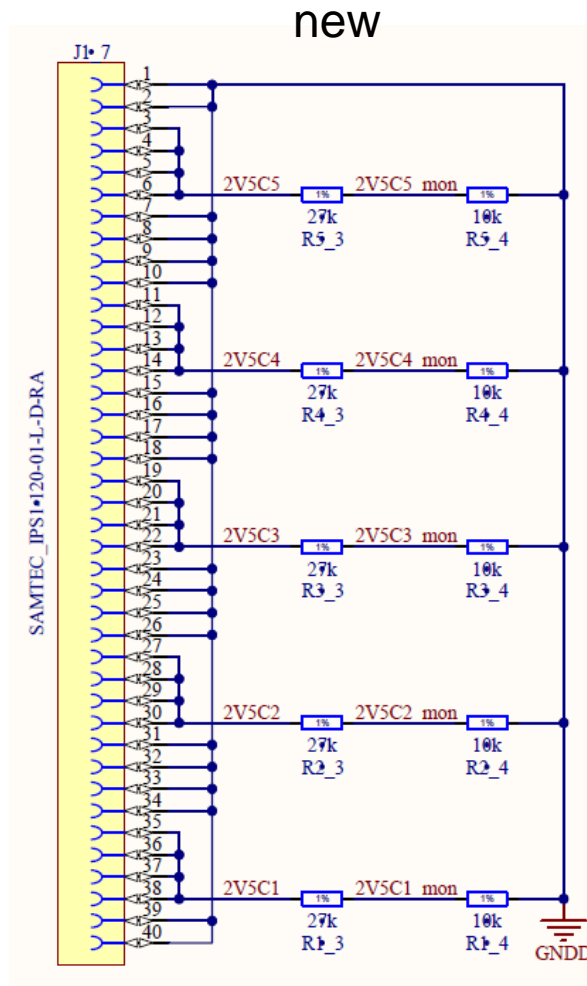 new
J1•7
1
2
3
4
5
6
2V5C5 1% 2V5C5_mon 1%
27k 10k
R5_3 R5_4
7
8
9
10
11
12
13
14
2V5C4 1% 2V5C4_mon 1%
27k 10k
R4_3 R4_4
15
16
17
18
19
20
21
22
2V5C3 1% 2V5C3_mon 1%
27k 10k
R3_3 R3_4
23
24
25
26
27
28
29
30
2V5C2 1% 2V5C2_mon 1%
27k 10k
R2_3 R2_4
31
32
33
34
35
36
37
38
2V5C1 1% 2V5C1_mon 1%
27k 10k
R1_3 R1_4
39
40
GNDD
SAMTEC_IPS1•120-01-L-D-RA